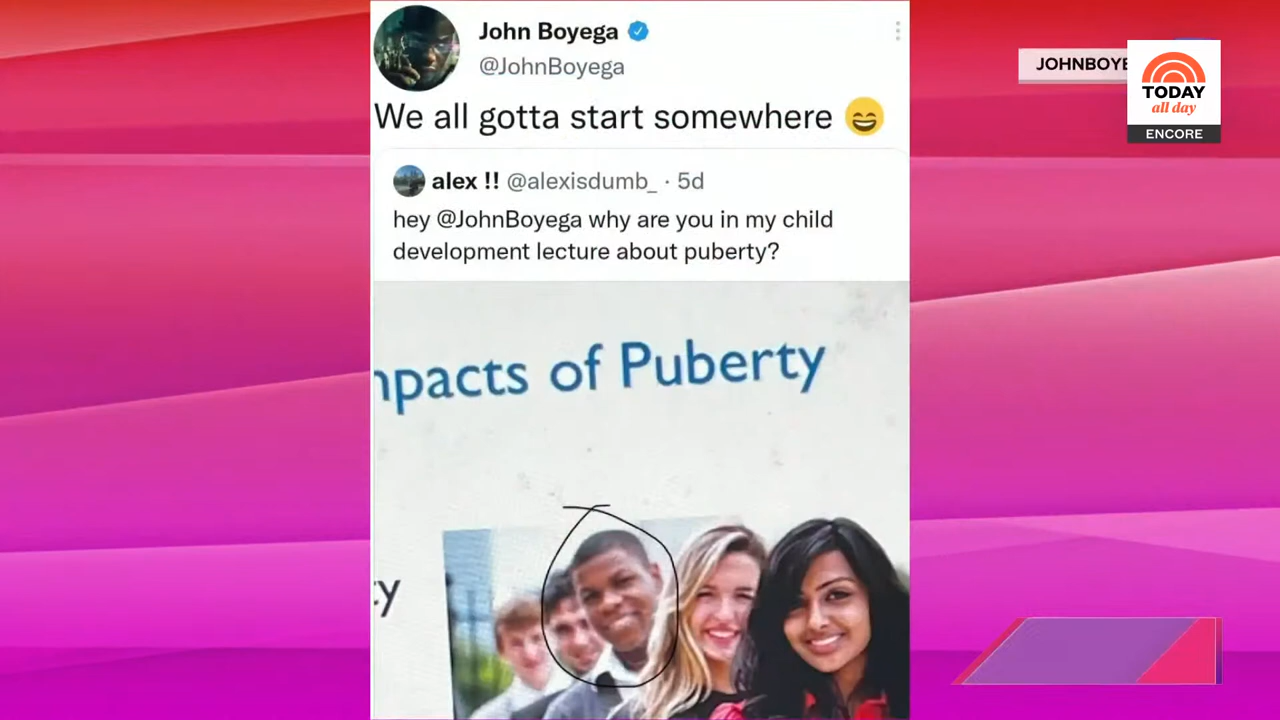 John Boyega
@JohnBoyega
We all gotta start somewhere 😄
alex !! @alexisdumb_ · 5d
hey @JohnBoyega why are you in my child
development lecture about puberty?
npacts of Puberty
ty
JOHNBOYE
TODAY
all day
ENCORE